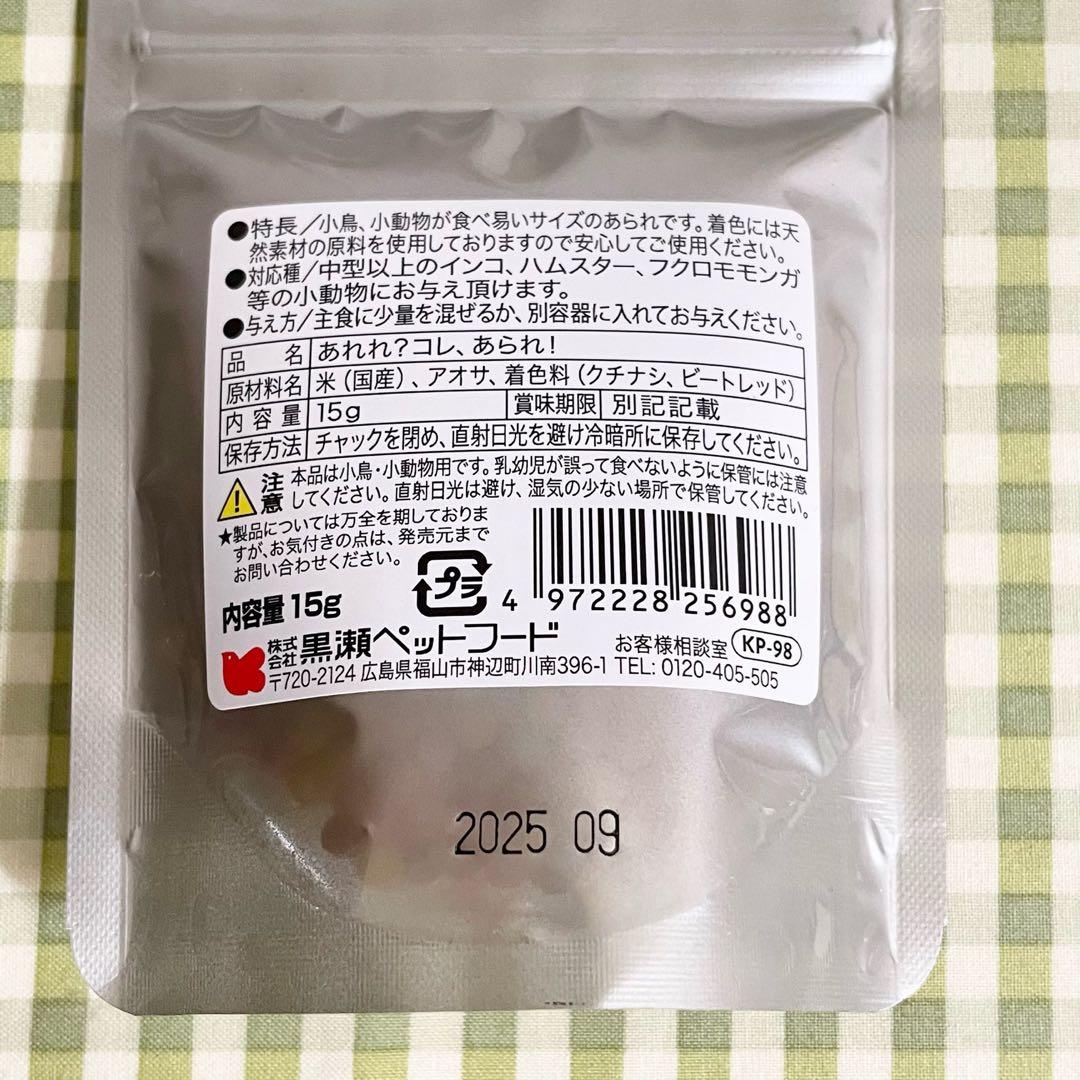 ●特長/小鳥、小動物が食べ易いサイズのあられです。着色には天
然素材の原料を使用しておりますので安心してご使用ください。
●対応種/中型以上のインコ、ハムスター、フクロモモンガ
等の小動物にお与え頂けます。
●与え方/主食に少量を混ぜるか、別容器に入れてお与えください。
品名 あれれ?コレ、あられ!
原材料名 米(国産)、アオサ、着色料(クチナシ、ビートレッド)
内容量 15g 賞味期限 別記記載
保存方法 チャックを閉め、直射日光を避け冷暗所に保存してください。
注意 本品は小鳥・小動物用です。乳幼児が誤って食べないように保管には注意
してください。直射日光は避け、湿気の少ない場所で保管してください。
★製品については万全を期しておりま
すが、お気付きの点は、発売元まで
お問い合わせください。
プラ
4 972228 256988
内容量 15g
株式会社 黒瀬ペットフード お客様相談室 KP-98
〒720-2124 広島県福山市神辺町川南396-1 TEL: 0120-405-505
2025 09